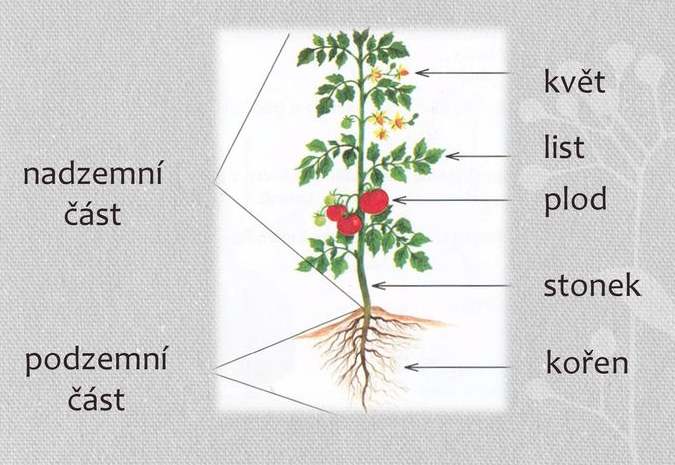 květ
list
nadzemní
část
plod
stonek
podzemní
část
kořen